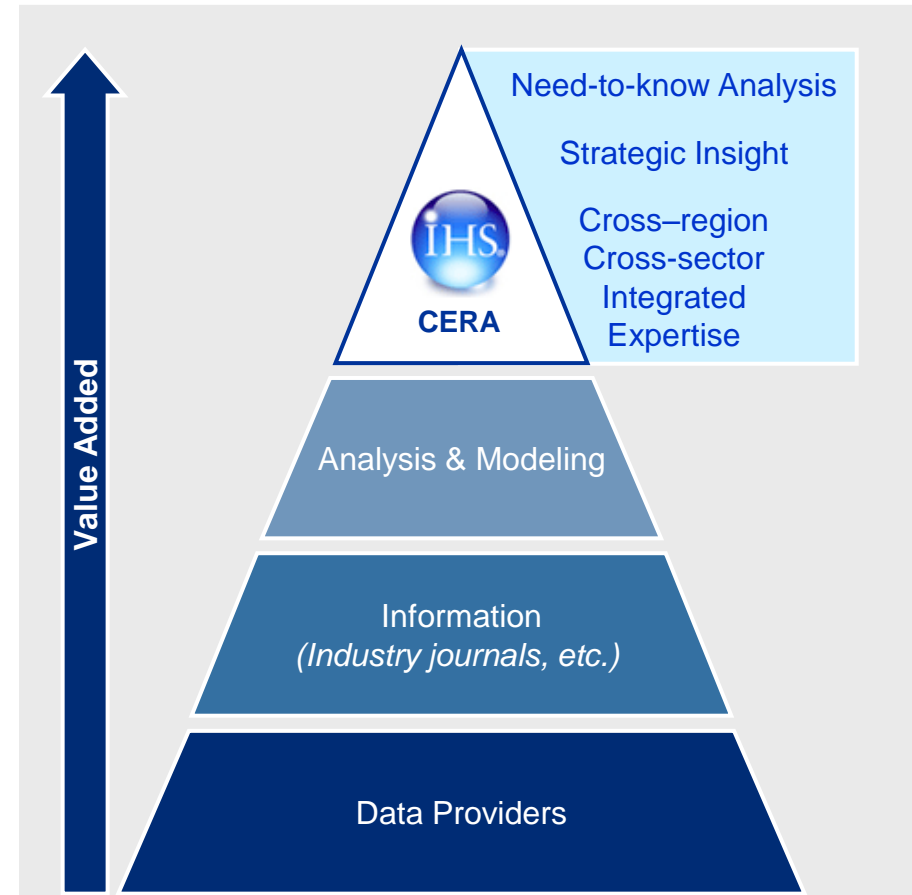 Need-to-know Analysis
Strategic Insight
Cross–region
Cross-sector
Integrated
Expertise
IHS®
CERA
Value Added
Analysis & Modeling
Information
(Industry journals, etc.)
Data Providers